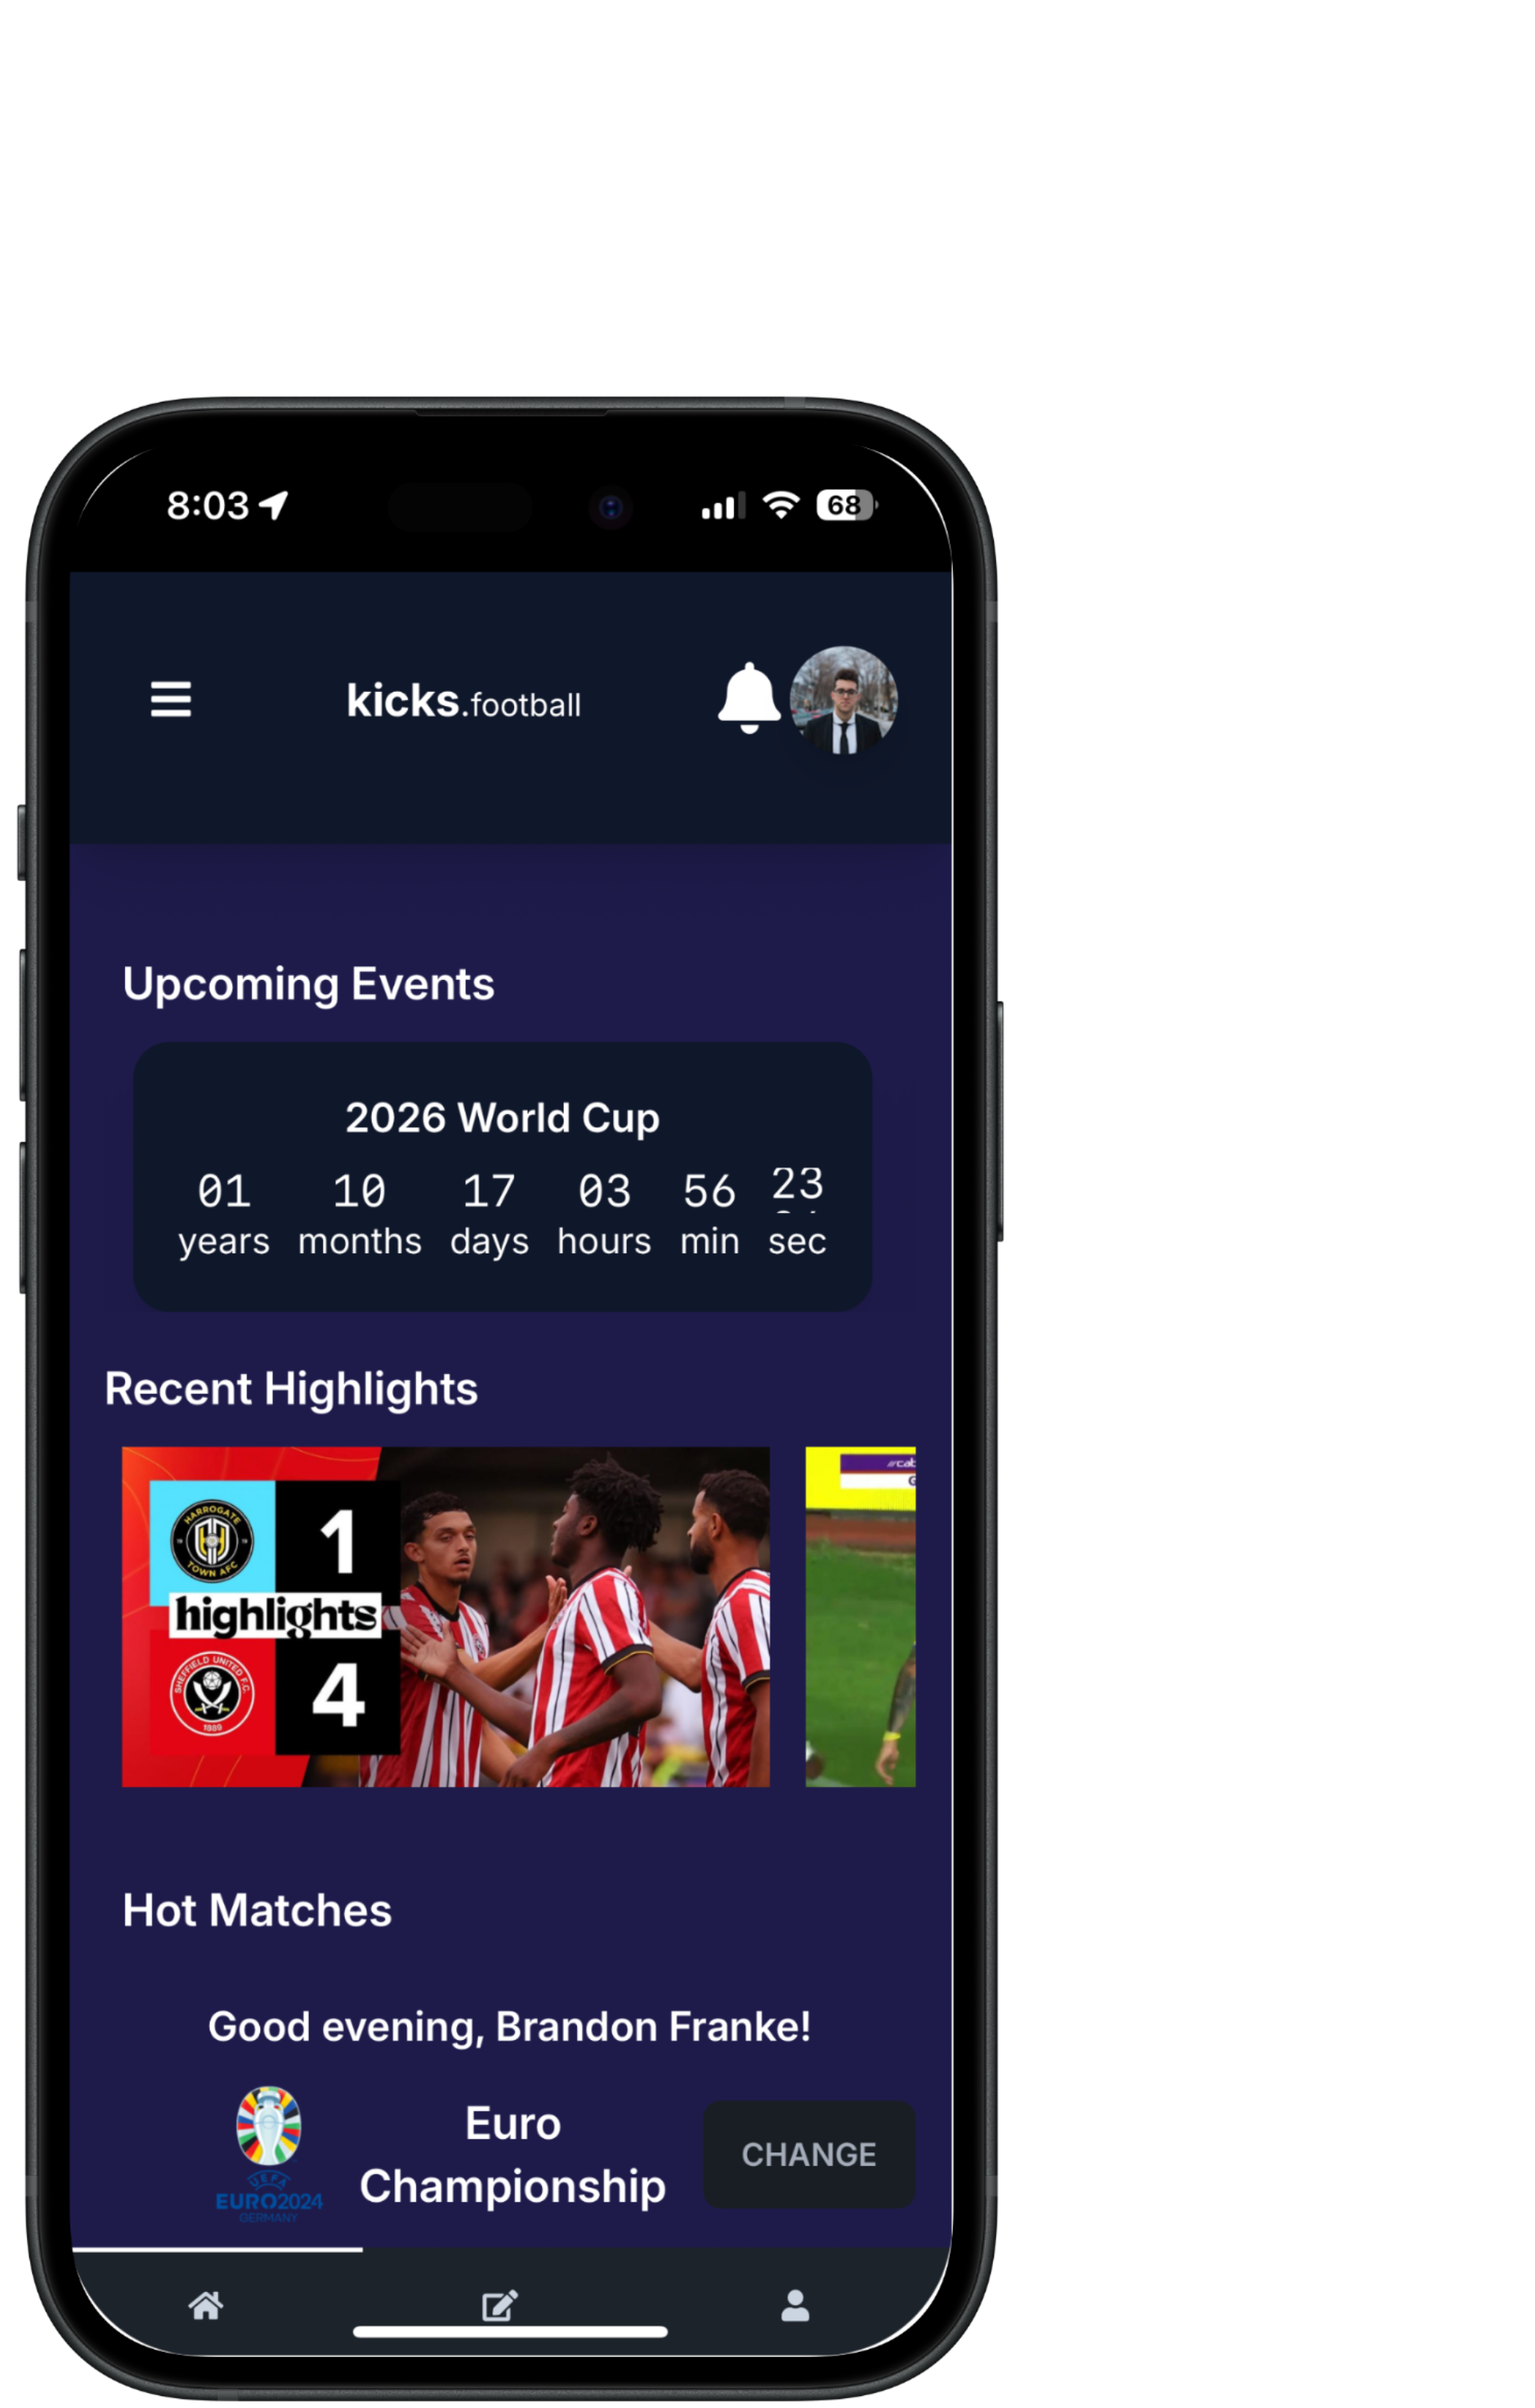 8:03
68
kicks.football
Upcoming Events
2026 World Cup
01 10 17 03 56 23
years months days hours min sec
Recent Highlights
HARROGATE
TOWN AFC
1
highlights
SHEFFIELD UNITED F.C.
1889
4
Hot Matches
Good evening, Brandon Franke!
Euro
Championship
UEFA
EURO2024
GERMANY
CHANGE